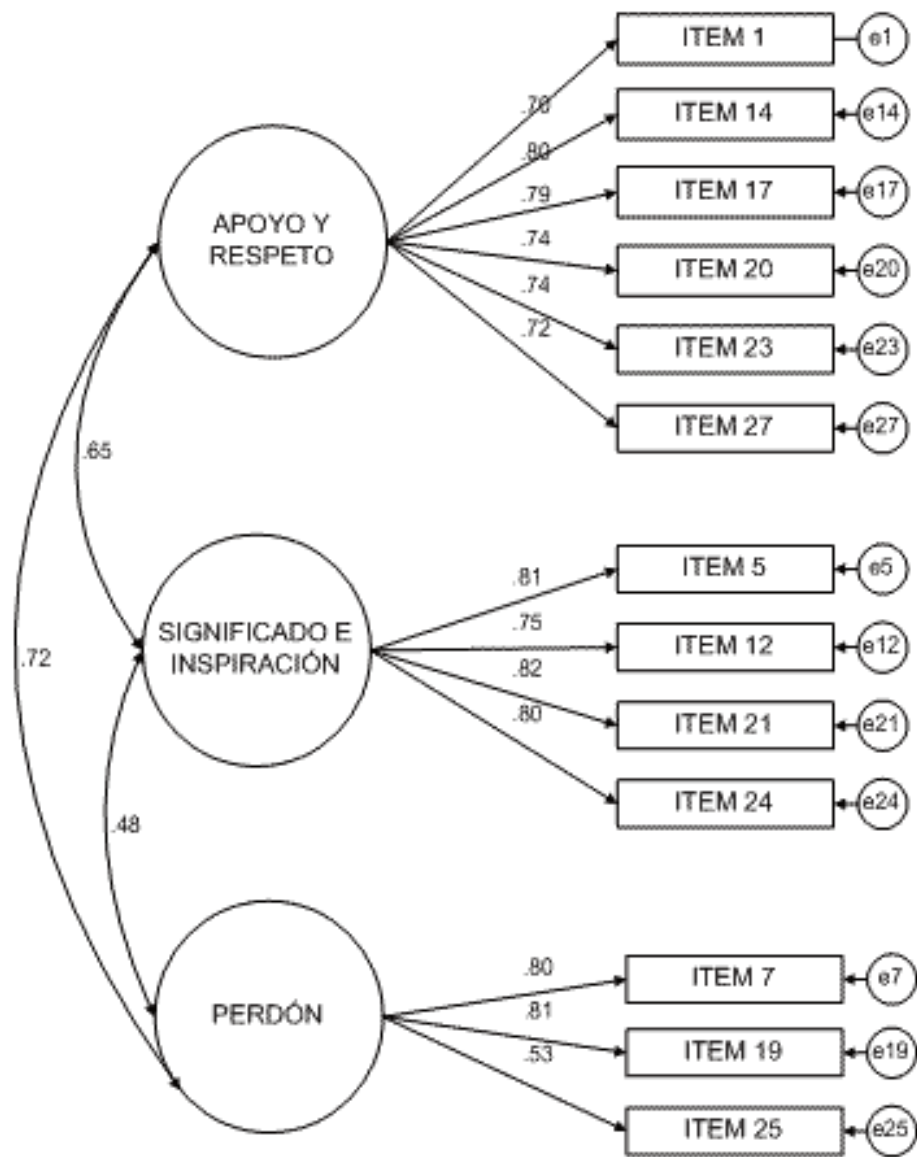 ITEM 1
e1
.70
ITEM 14
e14
.80
ITEM 17
e17
.79
APOYO Y
RESPETO
.74
ITEM 20
e20
.74
ITEM 23
e23
.72
ITEM 27
e27
.65
ITEM 5
e5
.81
.75
SIGNIFICADO E
INSPIRACIÓN
ITEM 12
e12
.82
.72
.80
ITEM 21
e21
ITEM 24
e24
.48
.80
ITEM 7
e7
.81
PERDÓN
ITEM 19
e19
.53
ITEM 25
e25